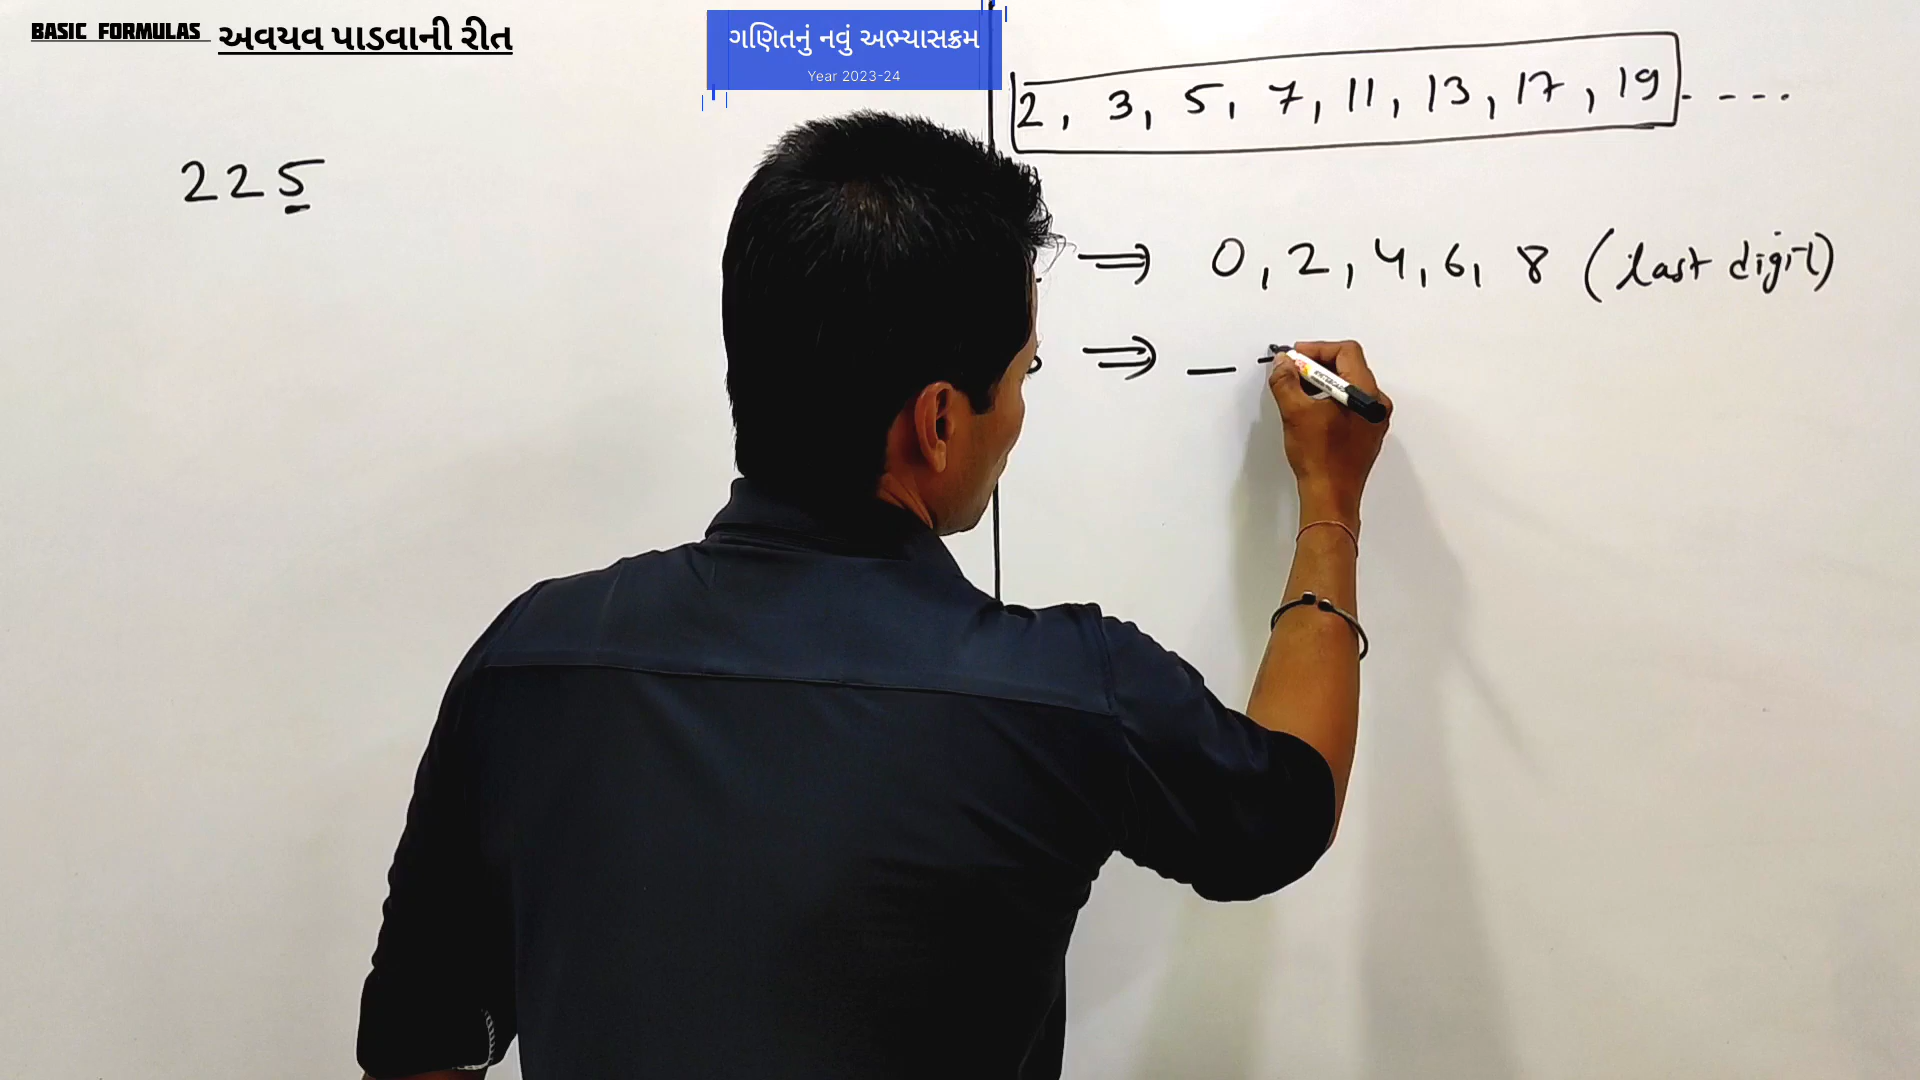 BASIC FORMULAS અવયવ પાડવાની રીત
ગણિતનું નવું અભ્યાસક્રમ
Year 2023-24
2, 3, 5, 7, 11, 13, 17, 19 - - - -
225
⇒ 0, 2, 4, 6, 8 (last digit)
⇒ _ +